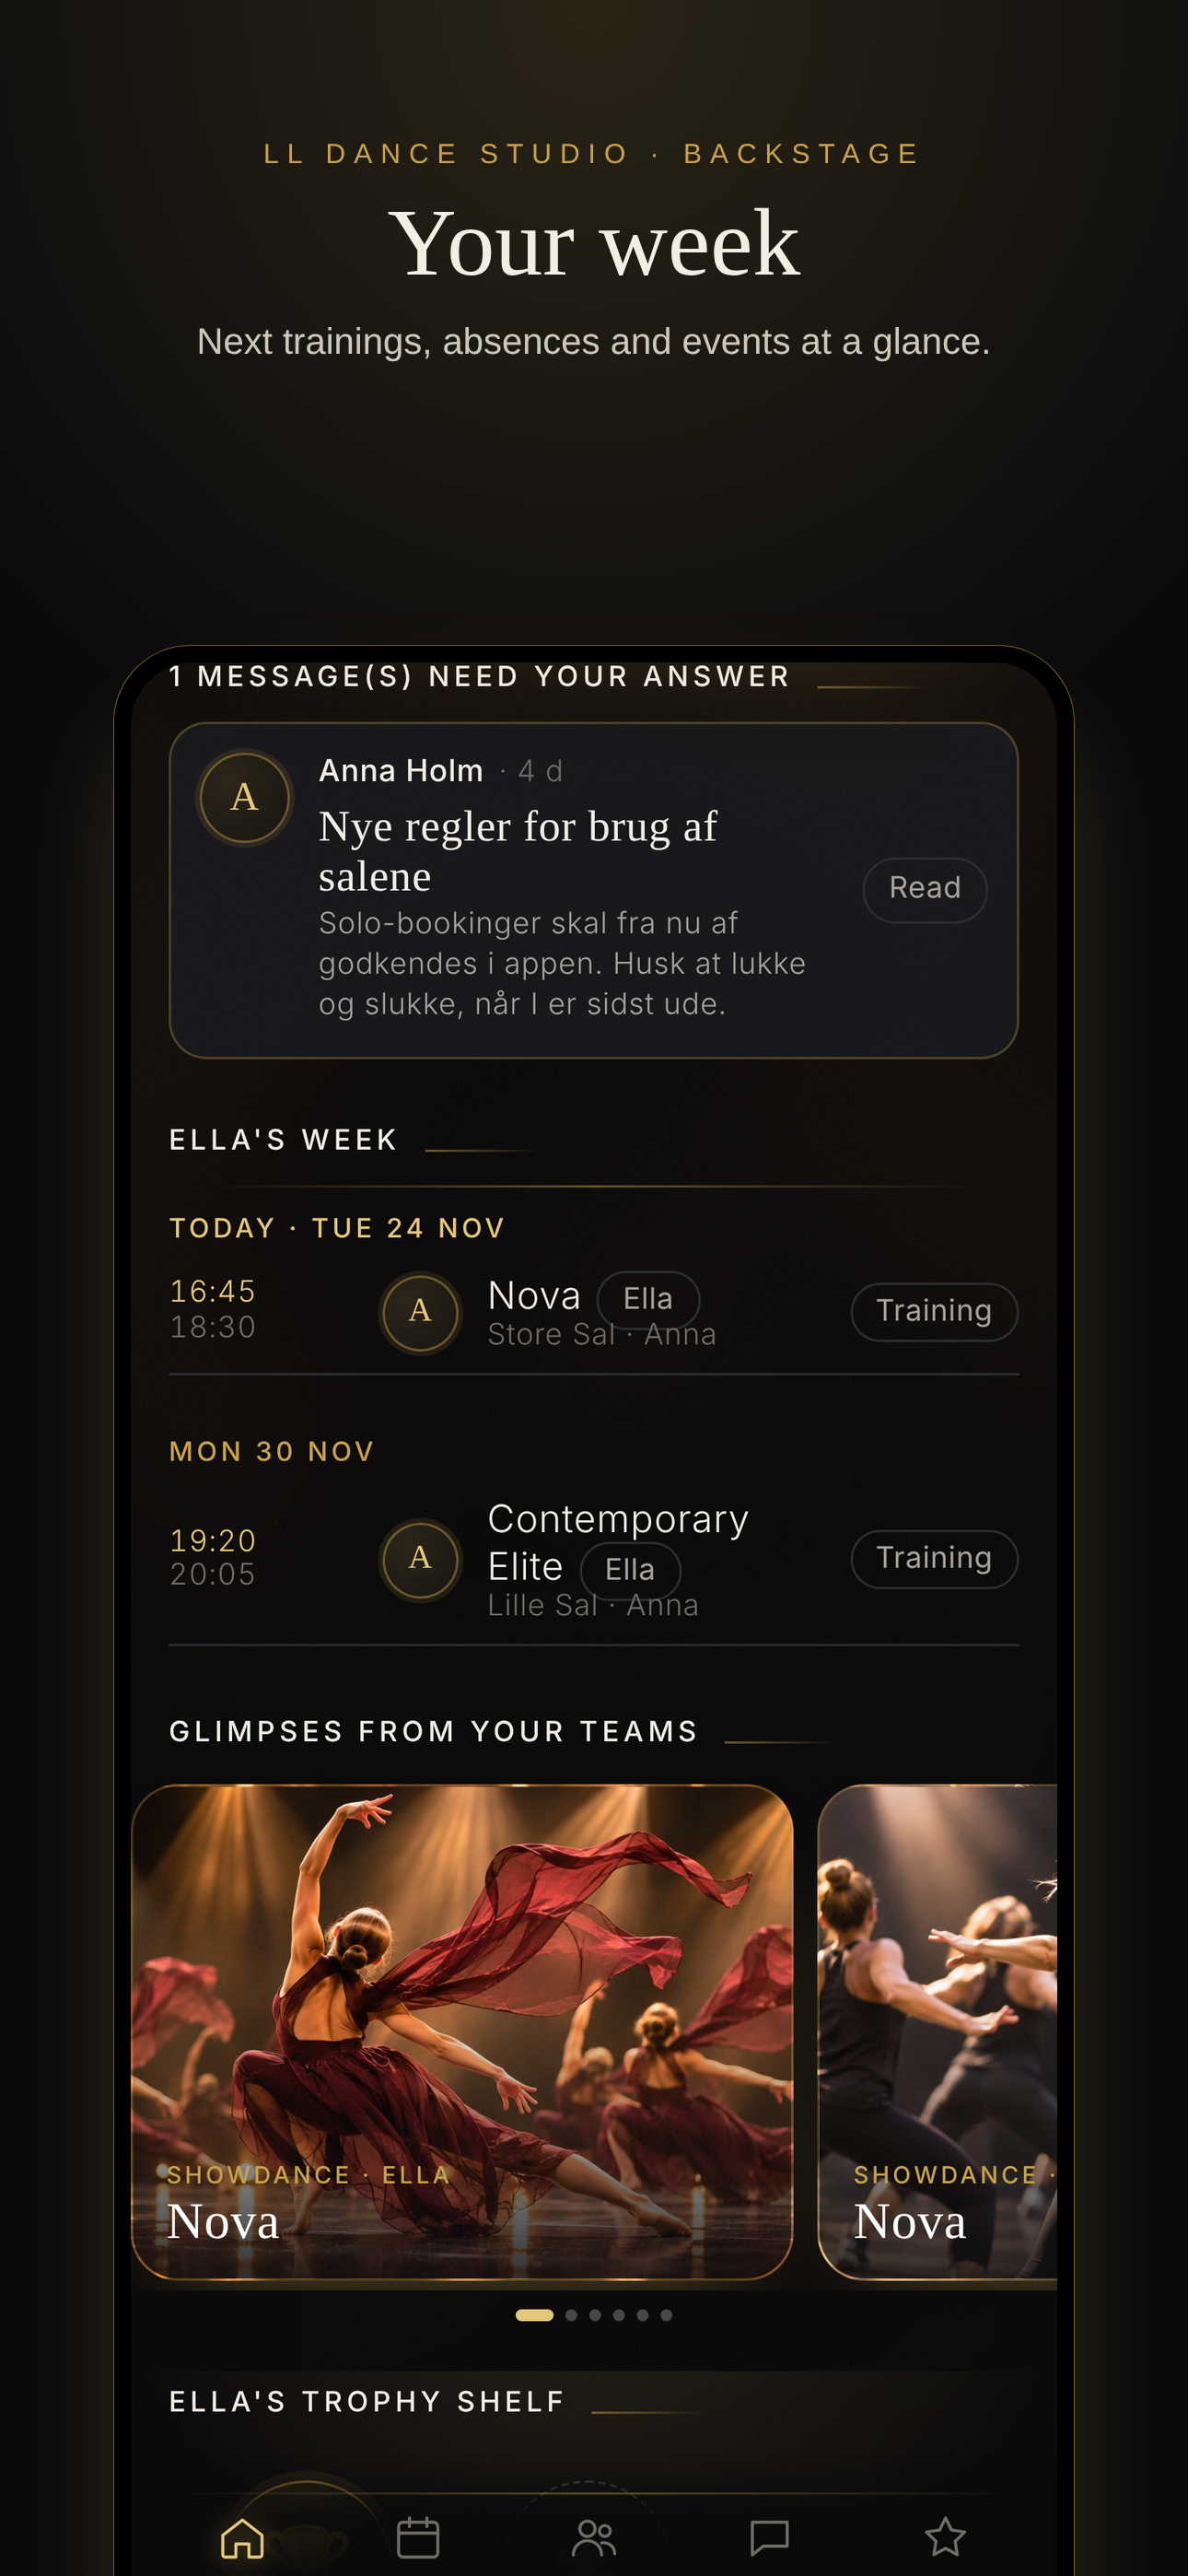 LL DANCE STUDIO · BACKSTAGE
Your week
Next trainings, absences and events at a glance.
1 MESSAGE(S) NEED YOUR ANSWER
A
Anna Holm · 4 d
Nye regler for brug af
salene
Read
Solo-bookinger skal fra nu af
godkendes i appen. Husk at lukke
og slukke, når I er sidst ude.
ELLA'S WEEK
TODAY · TUE 24 NOV
16:45
18:30
A
Nova Ella
Store Sal · Anna
Training
MON 30 NOV
19:20
20:05
A
Contemporary
Elite Ella
Lille Sal · Anna
Training
GLIMPSES FROM YOUR TEAMS
SHOWDANCE · ELLA
Nova
SHOWDANCE ·
Nova
ELLA'S TROPHY SHELF